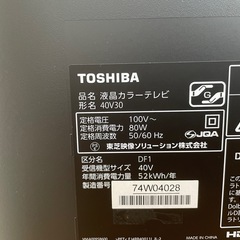 TOSHIBA
品名 液晶カラーテレビ
形名 40V30
定格電圧 100V~
定格消費電力 80W
定格周波数 50/60 Hz
JQA
東芝映像ソリューション株式会社
区分名 DF1
受信機型サイズ 40V
年間消費電力量 52kWh/年
製造番号 74W04028